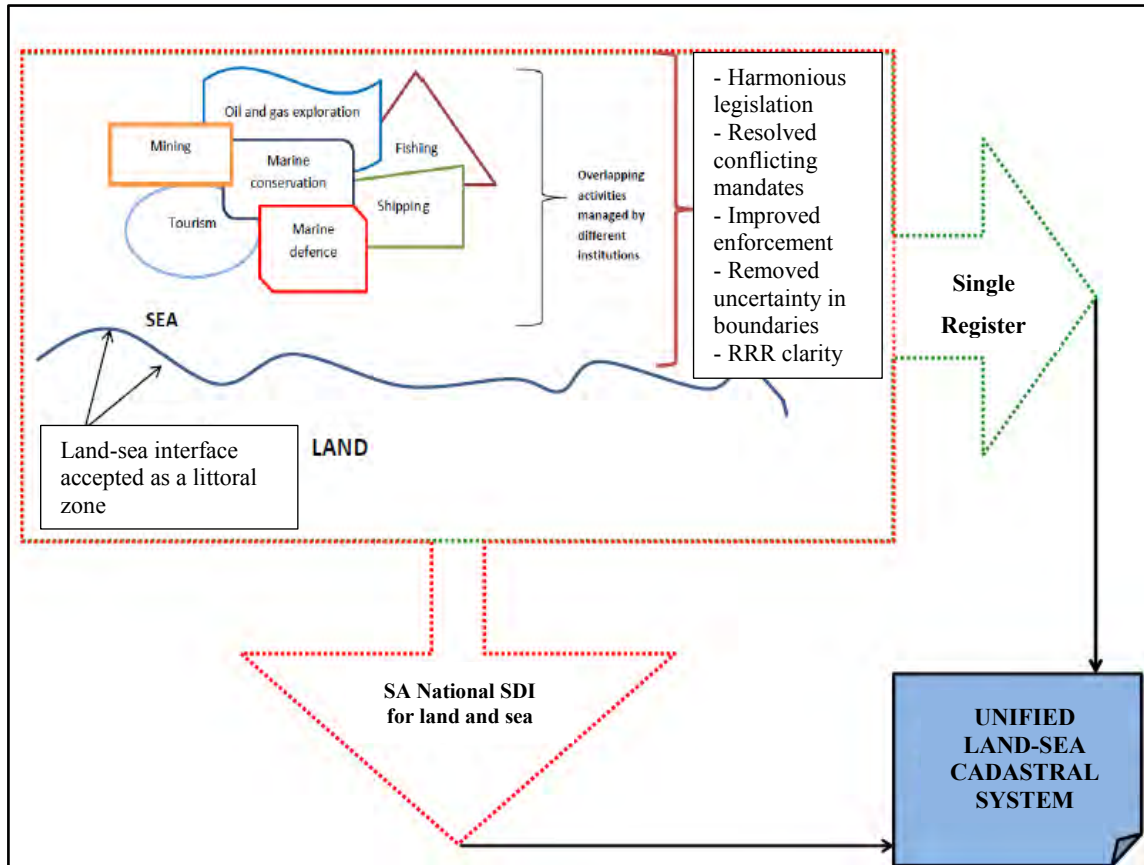 Oil and gas exploration
Mining
Fishing
Marine
conservation
Shipping
Tourism
Marine
defence
Overlapping
activities
managed by
different
institutions
- Harmonious
legislation
- Resolved
conflicting
mandates
- Improved
enforcement
- Removed
uncertainty in
boundaries
- RRR clarity
Single
Register
SEA
Land-sea interface
accepted as a littoral
zone
LAND
SA National SDI
for land and sea
UNIFIED
LAND-SEA
CADASTRAL
SYSTEM